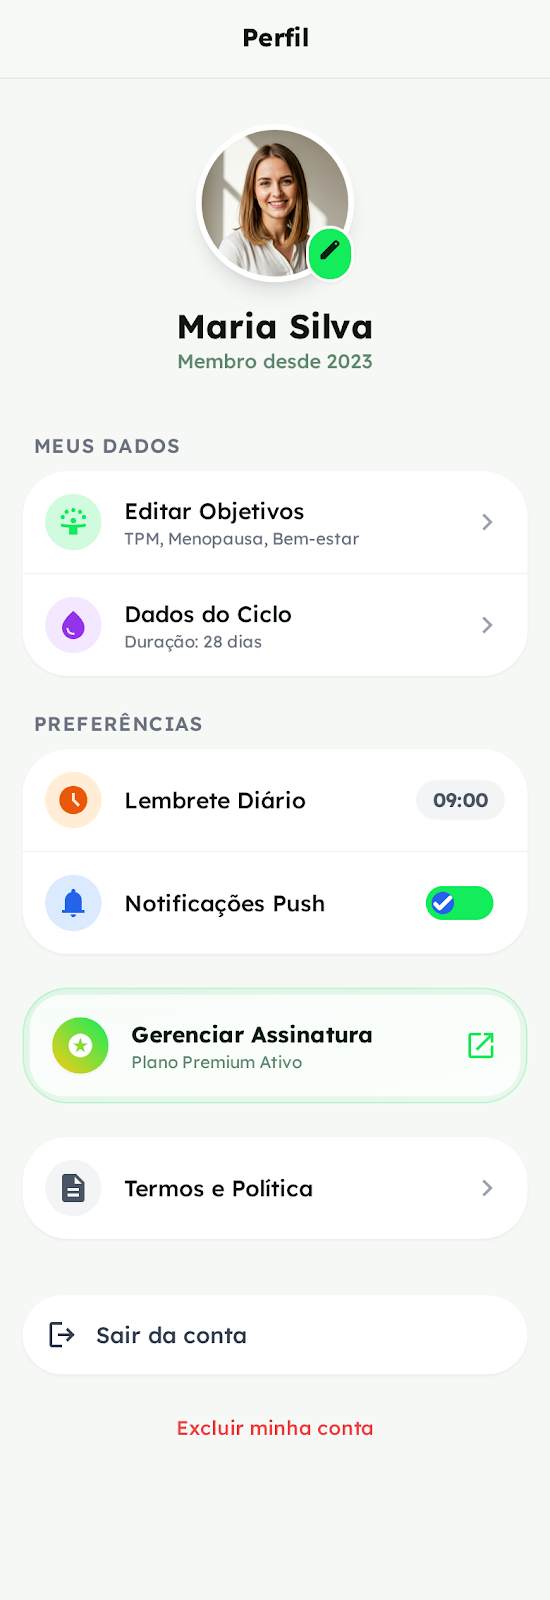 Perfil
Maria Silva
Membro desde 2023
MEUS DADOS
Editar Objetivos
TPM, Menopausa, Bem-estar
Dados do Ciclo
Duração: 28 dias
PREFERÊNCIAS
Lembrete Diário
09:00
Notificações Push
Gerenciar Assinatura
Plano Premium Ativo
Termos e Política
Sair da conta
Excluir minha conta